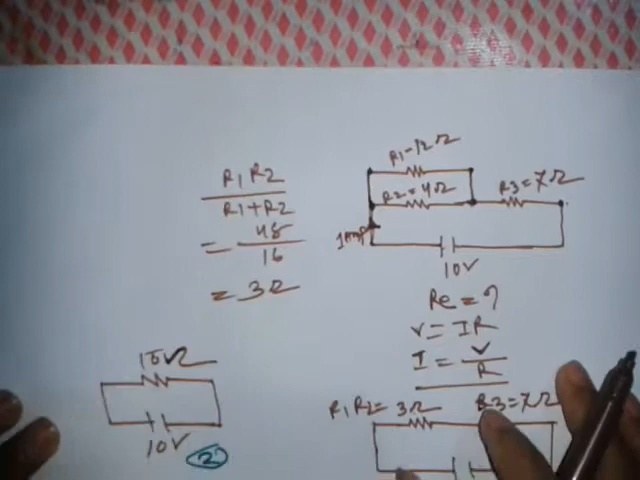 R1 = 12Ω
R2 = 4Ω
R3 = 7Ω
1amp
10V
R1 R2
R1 + R2
= 48
16
= 3Ω
Re = ?
V = IR
I = V
R
R1R2 = 3Ω
R3 = 7Ω
10Ω
10V
2